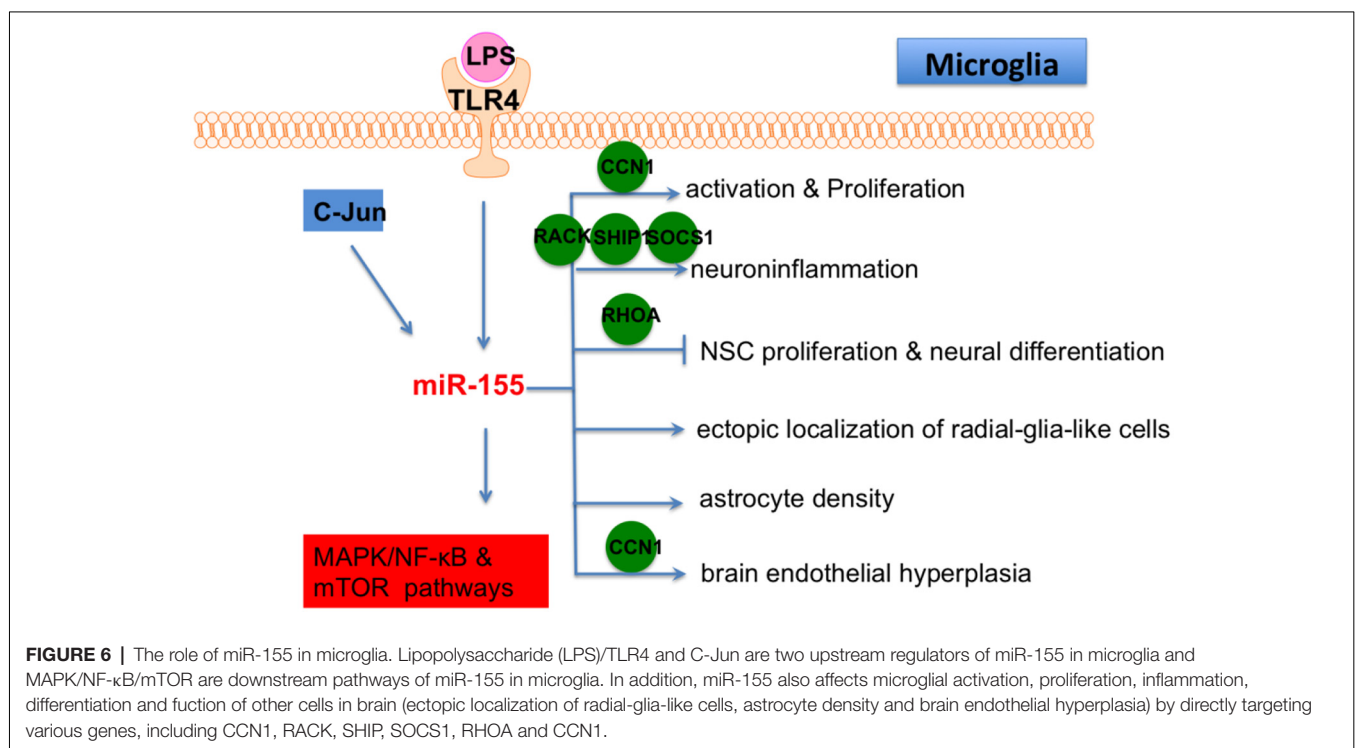 LPS
TLR4
Microglia
C-Jun
CCN1
activation & Proliferation
RACK SHIP1 SOCS1
neuroninflammation
RHOA
NSC proliferation & neural differentiation
miR-155
ectopic localization of radial-glia-like cells
astrocyte density
MAPK/NF-κB &
mTOR pathways
CCN1
brain endothelial hyperplasia
FIGURE 6 | The role of miR-155 in microglia. Lipopolysaccharide (LPS)/TLR4 and C-Jun are two upstream regulators of miR-155 in microglia and
MAPK/NF-κB/mTOR are downstream pathways of miR-155 in microglia. In addition, miR-155 also affects microglial activation, proliferation, inflammation,
differentiation and fuction of other cells in brain (ectopic localization of radial-glia-like cells, astrocyte density and brain endothelial hyperplasia) by directly targeting
various genes, including CCN1, RACK, SHIP, SOCS1, RHOA and CCN1.